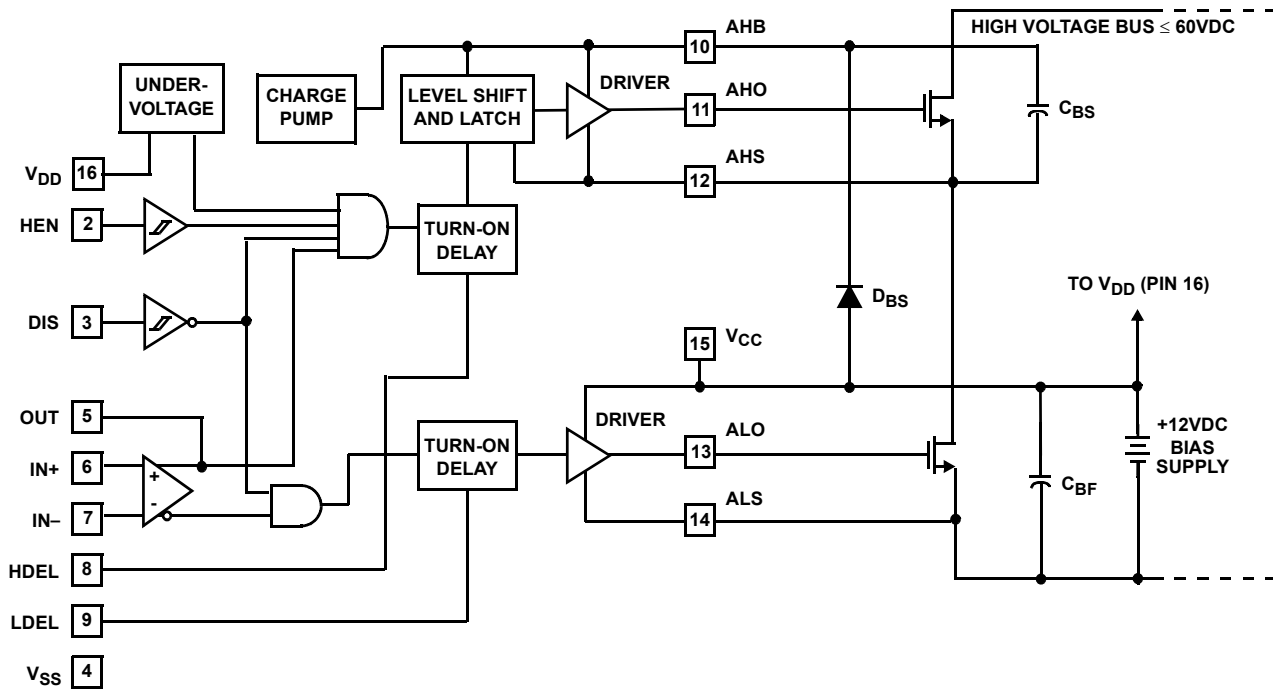 AHB
10
HIGH VOLTAGE BUS ≤ 60VDC
UNDER-
VOLTAGE
CHARGE
PUMP
LEVEL SHIFT
AND LATCH
DRIVER
AHO
11
CBS
AHS
12
VDD 16
HEN 2
TURN-ON
DELAY
DIS 3
DBS
TO VDD (PIN 16)
VCC
15
OUT 5
DRIVER
ALO
13
TURN-ON
DELAY
+12VDC
BIAS
SUPPLY
IN+ 6
+
-
IN– 7
CBF
ALS
14
HDEL 8
LDEL 9
VSS 4